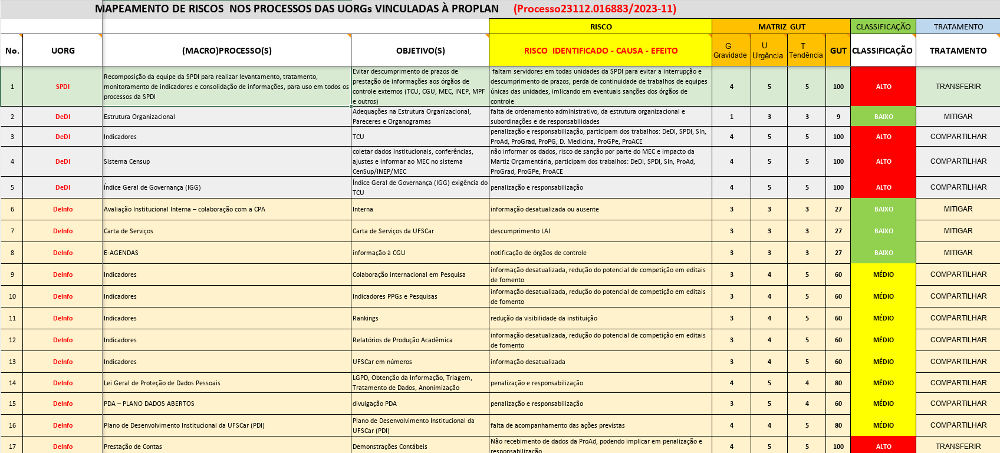 MAPEAMENTO DE RISCOS NOS PROCESSOS DAS UORGs VINCULADAS À PROPLAN (Processo23112.016883/2023-11)
RISCO MATRIZ GUT CLASSIFICAÇÃO TRATAMENTO
No. UORG (MACRO)PROCESSO(S) OBJETIVO(S) RISCO IDENTIFICADO - CAUSA - EFEITO G Gravidade U Urgência T Tendência GUT CLASSIFICAÇÃO TRATAMENTO
1 SPDI
Recomposição da equipe da SPDI para realizar levantamento, tratamento,
monitoramento de indicadores e consolidação de informações, para uso em todos os
processos da SPDI
Evitar descumprimento de prazos de
prestação de informações aos órgãos de
controle externos (TCU, CGU, MEC, INEP, MPF
e outros)
faltam servidores em todas unidades da SPDI para evitar a interrupção e
descumprimento de prazos, perda de continuidade de trabalhos de equipes
únicas das unidades, imlicando em eventuais sanções dos órgãos de
controle
4 5 5 100 ALTO TRANSFERIR
2 DeDI Estrutura Organizacional
Adequações na Estrutura Organizacional,
Pareceres e Organogramas
falta de ordenamento administrativo, da estrutura organizacional e
subordinações e de responsabilidades
1 3 3 9 BAIXO MITIGAR
3 DeDI Indicadores TCU
penalização e responsabilização, participam dos trabalhos: DeDI, SPDI, SIn,
ProAd, ProGrad, ProPG, D. Medicina, ProGPe, ProACE
4 5 5 100 ALTO COMPARTILHAR
4 DeDI Sistema Censup
coletar dados institucionais, conferências,
ajustes e informar ao MEC no sistema
CenSup/INEP/MEC
não informar os dados, risco de sanção por parte do MEC e impacto da
Martiz Orçamentária, participam dos trabalhos: DeDI, SPDI, SIn, ProAd,
ProGrad, ProGPe, ProACE
4 5 5 100 ALTO COMPARTILHAR
5 DeDI Índice Geral de Governança (IGG)
Índice Geral de Governança (IGG) exigência do
TCU
penalização e responsabilização
4 5 5 100 ALTO COMPARTILHAR
6 DeInfo Avaliação Institucional Interna – colaboração com a CPA Interna informação desatualizada ou ausente 3 3 3 27 BAIXO MITIGAR
7 DeInfo Carta de Serviços Carta de Serviços da UFSCar descumprimento LAI 3 3 3 27 BAIXO MITIGAR
8 DeInfo E-AGENDAS informação à CGU notificação de órgãos de controle 3 3 3 27 BAIXO MITIGAR
9 DeInfo Indicadores Colaboração internacional em Pesquisa
informação desatualizada, redução do potencial de competição em editais
de fomento
3 4 5 60 MÉDIO COMPARTILHAR
10 DeInfo Indicadores Indicadores PPGs e Pesquisas
informação desatualizada, redução do potencial de competição em editais
de fomento
3 4 5 60 MÉDIO COMPARTILHAR
11 DeInfo Indicadores Rankings redução da visibilidade da instituição 3 4 5 60 MÉDIO COMPARTILHAR
12 DeInfo Indicadores Relatórios de Produção Acadêmica
informação desatualizada, redução do potencial de competição em editais
de fomento
3 4 5 60 MÉDIO COMPARTILHAR
13 DeInfo Indicadores UFSCar em números informação desatualizada 3 4 5 60 MÉDIO COMPARTILHAR
14 DeInfo Lei Geral de Proteção de Dados Pessoais
LGPD, Obtenção da Informação, Triagem,
Tratamento de Dados, Anonimização
penalização e responsabilização
4 4 5 80 MÉDIO COMPARTILHAR
15 DeInfo PDA – PLANO DADOS ABERTOS divulgação PDA penalização e responsabilização 3 5 4 60 MÉDIO COMPARTILHAR
16 DeInfo Plano de Desenvolvimento Institucional da UFSCar (PDI)
Plano de Desenvolvimento Institucional da
UFSCar (PDI)
falta de acompanhamento das ações previstas
4 4 5 80 MÉDIO COMPARTILHAR
17 DeInfo Prestação de Contas Demonstrações Contábeis
Não recebimento de dados da ProAd, podendo implicar em penalização e
responsabilização
4 5 5 100 ALTO TRANSFERIR